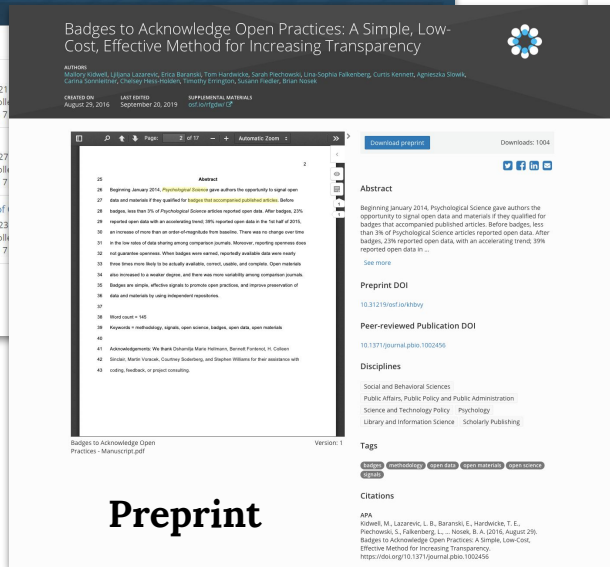 21
olle
7
27
olle
7
of
23
olle
7
Badges to Acknowledge Open Practices: A Simple, Low-
Cost, Effective Method for Increasing Transparency
AUTHORS
Mallory Kidwell, Ljiljana Lazarevic, Erica Baranski, Tom Hardwicke, Sarah Piechowski, Lina-Sophia Falkenberg, Curtis Kennett, Agnieszka Slowik,
Carina Sonnleitner, Chelsey Hess-Holden, Timothy Errington, Susann Fiedler, Brian Nosek
CREATED ON
August 29, 2016
LAST EDITED
September 20, 2019
SUPPLEMENTAL MATERIALS
osf.io/rfgdw/
Page: 2 of 17 − + Automatic Zoom
2
25 Abstract
26 Beginning January 2014, Psychological Science gave authors the opportunity to signal open
27 data and materials if they qualified for badges that accompanied published articles. Before
28 badges, less than 3% of Psychological Science articles reported open data. After badges, 23%
29 reported open data with an accelerating trend; 39% reported open data in the 1st half of 2015,
30 an increase of more than an order-of-magnitude from baseline. There was no change over time
31 in the low rates of data sharing among comparison journals. Moreover, reporting openness does
32 not guarantee openness. When badges were earned, reportedly available data were nearly
33 three times more likely to be actually available, correct, usable, and complete. Open materials
34 also increased to a weaker degree, and there was more variability among comparison journals.
35 Badges are simple, effective signals to promote open practices, and improve preservation of
36 data and materials by using independent repositories.
37
38 Word count = 145
39 Keywords = methodology, signals, open science, badges, open data, open materials
40
41 Acknowledgements: We thank Oshamilja Marie Hullmann, Bennett Fontenot, H. Colleen
42 Sinclair, Martin Voracek, Courtney Soderberg, and Stephen Williams for their assistance with
43 coding, feedback, or project consulting.
Badges to Acknowledge Open
Practices - Manuscript.pdf
Version: 1
Preprint
Download preprint
Downloads: 1004
Abstract
Beginning January 2014, Psychological Science gave authors the
opportunity to signal open data and materials if they qualified for
badges that accompanied published articles. Before badges, less
than 3% of Psychological Science articles reported open data. After
badges, 23% reported open data, with an accelerating trend; 39%
reported open data in ...
See more
Preprint DOI
10.31219/osf.io/khbvy
Peer-reviewed Publication DOI
10.1371/journal.pbio.1002456
Disciplines
Social and Behavioral Sciences
Public Affairs, Public Policy and Public Administration
Science and Technology Policy Psychology
Library and Information Science Scholarly Publishing
Tags
badges methodology open data open materials open science
signals
Citations
APA
Kidwell, M., Lazarevic, L. B., Baranski, E., Hardwicke, T. E.,
Piechowski, S., Falkenberg, L., ... Nosek, B. A. (2016, August 29).
Badges to Acknowledge Open Practices: A Simple, Low-Cost,
Effective Method for Increasing Transparency.
https://doi.org/10.1371/journal.pbio.1002456